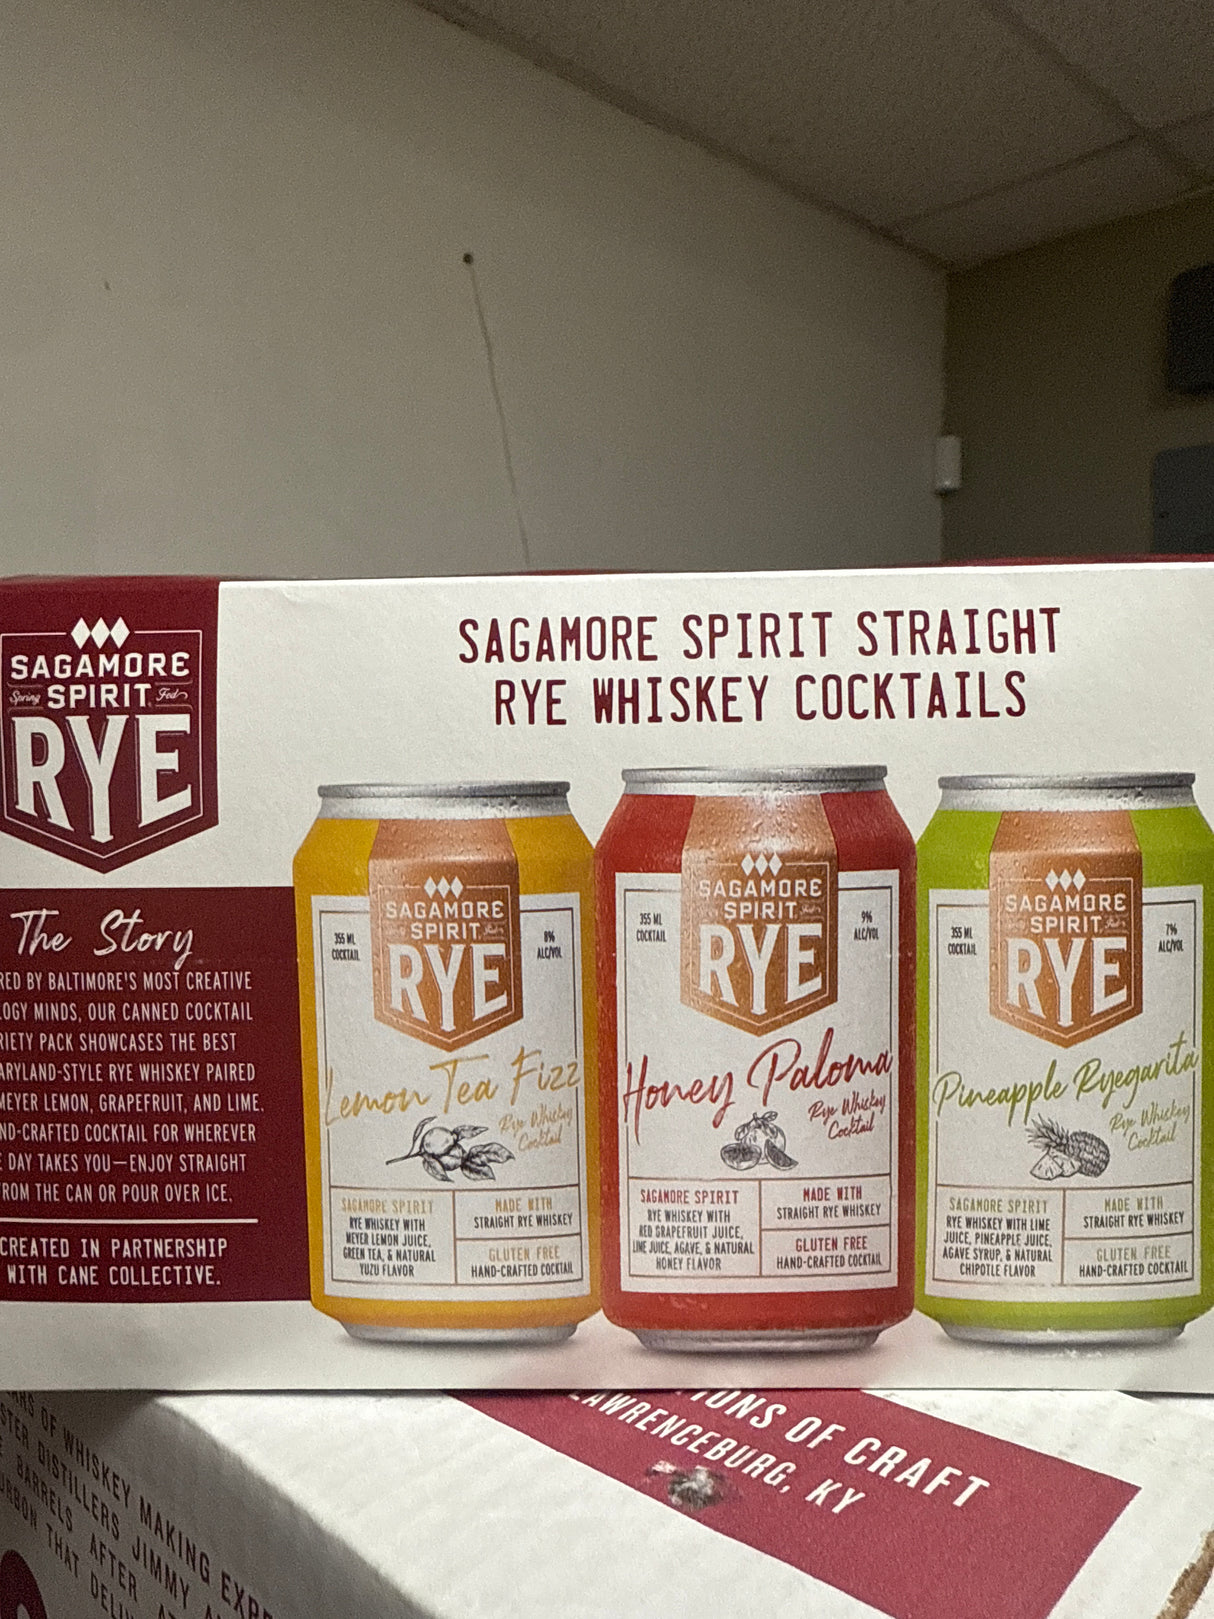 SAGAMORE SPIRIT STRAIGHT
RYE WHISKEY COCKTAILS
SAGAMORE
Spring SPIRIT Fed
RYE
The Story
RED BY BALTIMORE'S MOST CREATIVE
LOGY MINDS, OUR CANNED COCKTAIL
RIETY PACK SHOWCASES THE BEST
ARYLAND-STYLE RYE WHISKEY PAIRED
MEYER LEMON, GRAPEFRUIT, AND LIME.
ND-CRAFTED COCKTAIL FOR WHEREVER
E DAY TAKES YOU—ENJOY STRAIGHT
FROM THE CAN OR POUR OVER ICE.
CREATED IN PARTNERSHIP
WITH CANE COLLECTIVE.
355 ML
COCKTAIL
SAGAMORE
SPIRIT
RYE
8%
ALC/VOL
Lemon Tea Fizz
Rye Whiskey
Cocktail
SAGAMORE SPIRIT
RYE WHISKEY WITH
MEYER LEMON JUICE,
GREEN TEA, & NATURAL
YUZU FLAVOR
MADE WITH
STRAIGHT RYE WHISKEY
GLUTEN FREE
HAND-CRAFTED COCKTAIL
355 ML
COCKTAIL
SAGAMORE
SPIRIT
RYE
9%
ALC/VOL
Honey Paloma
Rye Whiskey
Cocktail
SAGAMORE SPIRIT
RYE WHISKEY WITH
RED GRAPEFRUIT JUICE,
LIME JUICE, AGAVE, & NATURAL
HONEY FLAVOR
MADE WITH
STRAIGHT RYE WHISKEY
GLUTEN FREE
HAND-CRAFTED COCKTAIL
355 ML
COCKTAIL
SAGAMORE
SPIRIT
RYE
7%
ALC/VOL
Pineapple Ryegarita
Rye Whiskey
Cocktail
SAGAMORE SPIRIT
RYE WHISKEY WITH LIME
JUICE, PINEAPPLE JUICE,
AGAVE SYRUP, & NATURAL
CHIPOTLE FLAVOR
MADE WITH
STRAIGHT RYE WHISKEY
GLUTEN FREE
HAND-CRAFTED COCKTAIL
IONS OF CRAFT
LAWRENCEBURG, KY
ARS OF WHISKEY MAKING EXPE
STER DISTILLERS JIMMY
BARRELS AFTER
URBON THAT DELIV